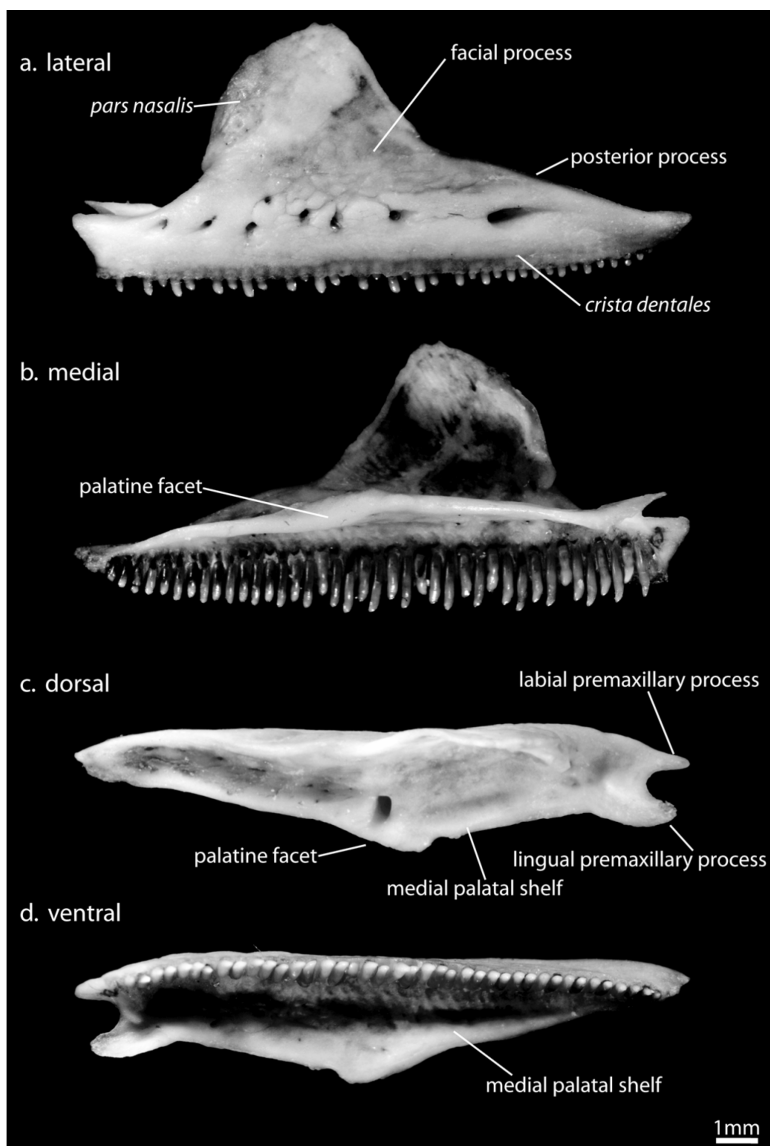 a. lateral
facial process
pars nasalis
posterior process
crista dentales
b. medial
palatine facet
c. dorsal
labial premaxillary process
palatine facet
medial palatal shelf
lingual premaxillary process
d. ventral
medial palatal shelf
1mm